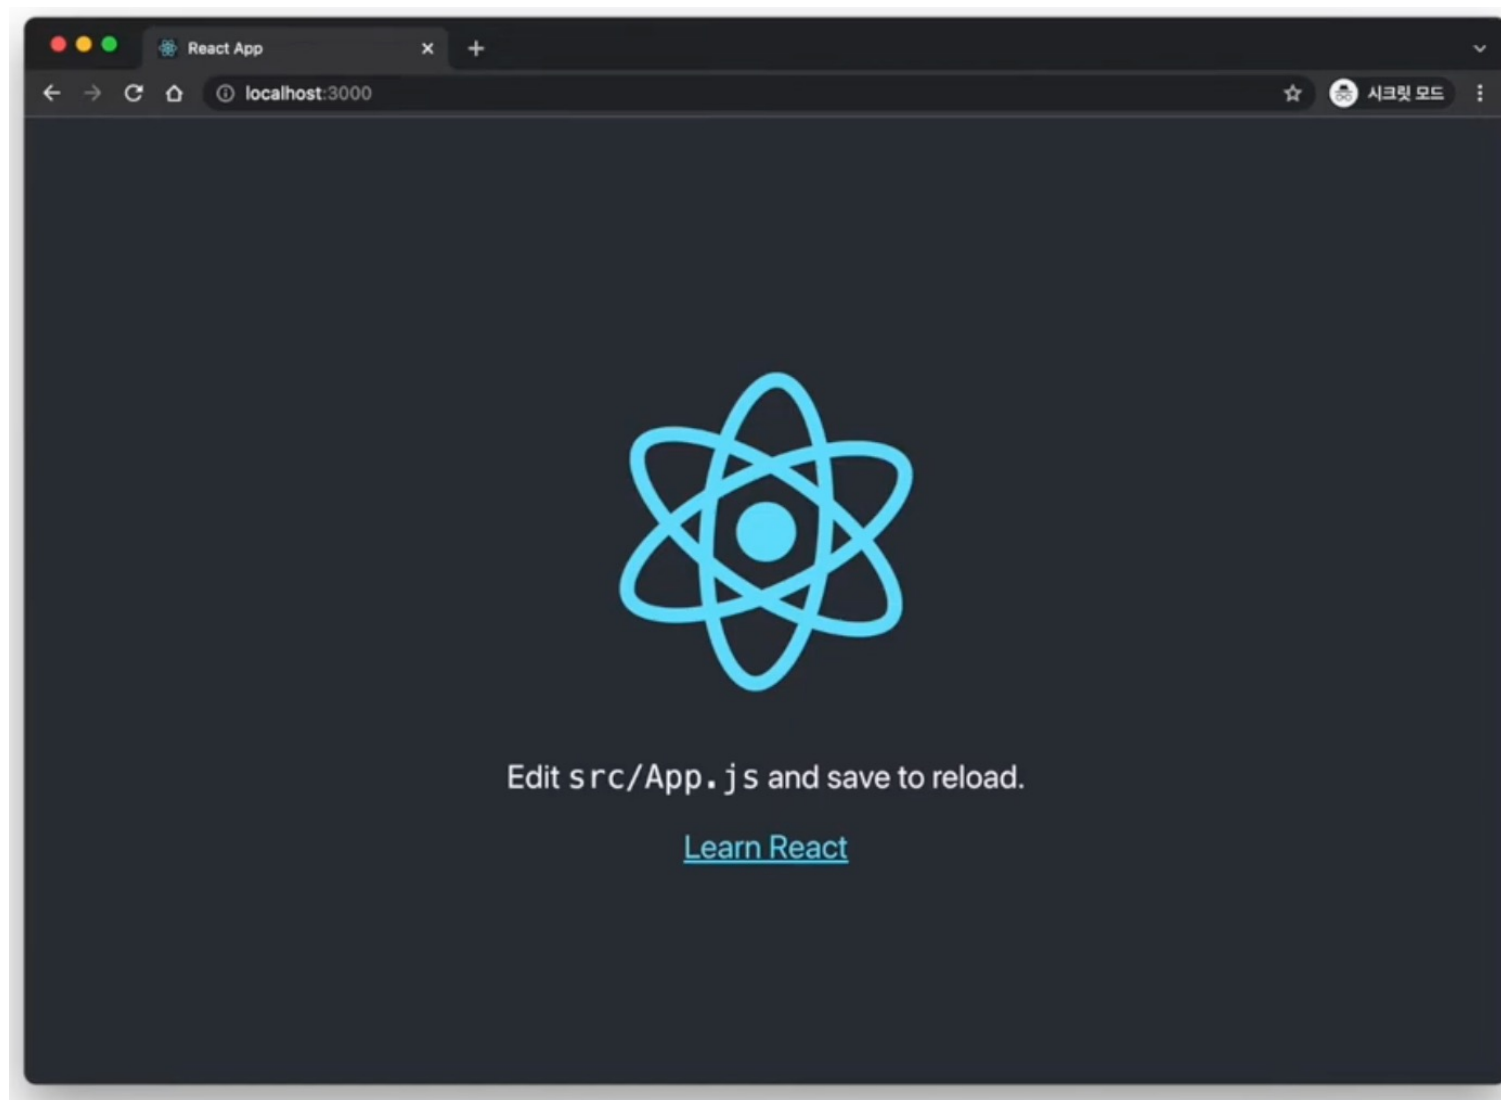 React App
localhost:3000
시크릿 모드
Edit src/App.js and save to reload.
Learn React